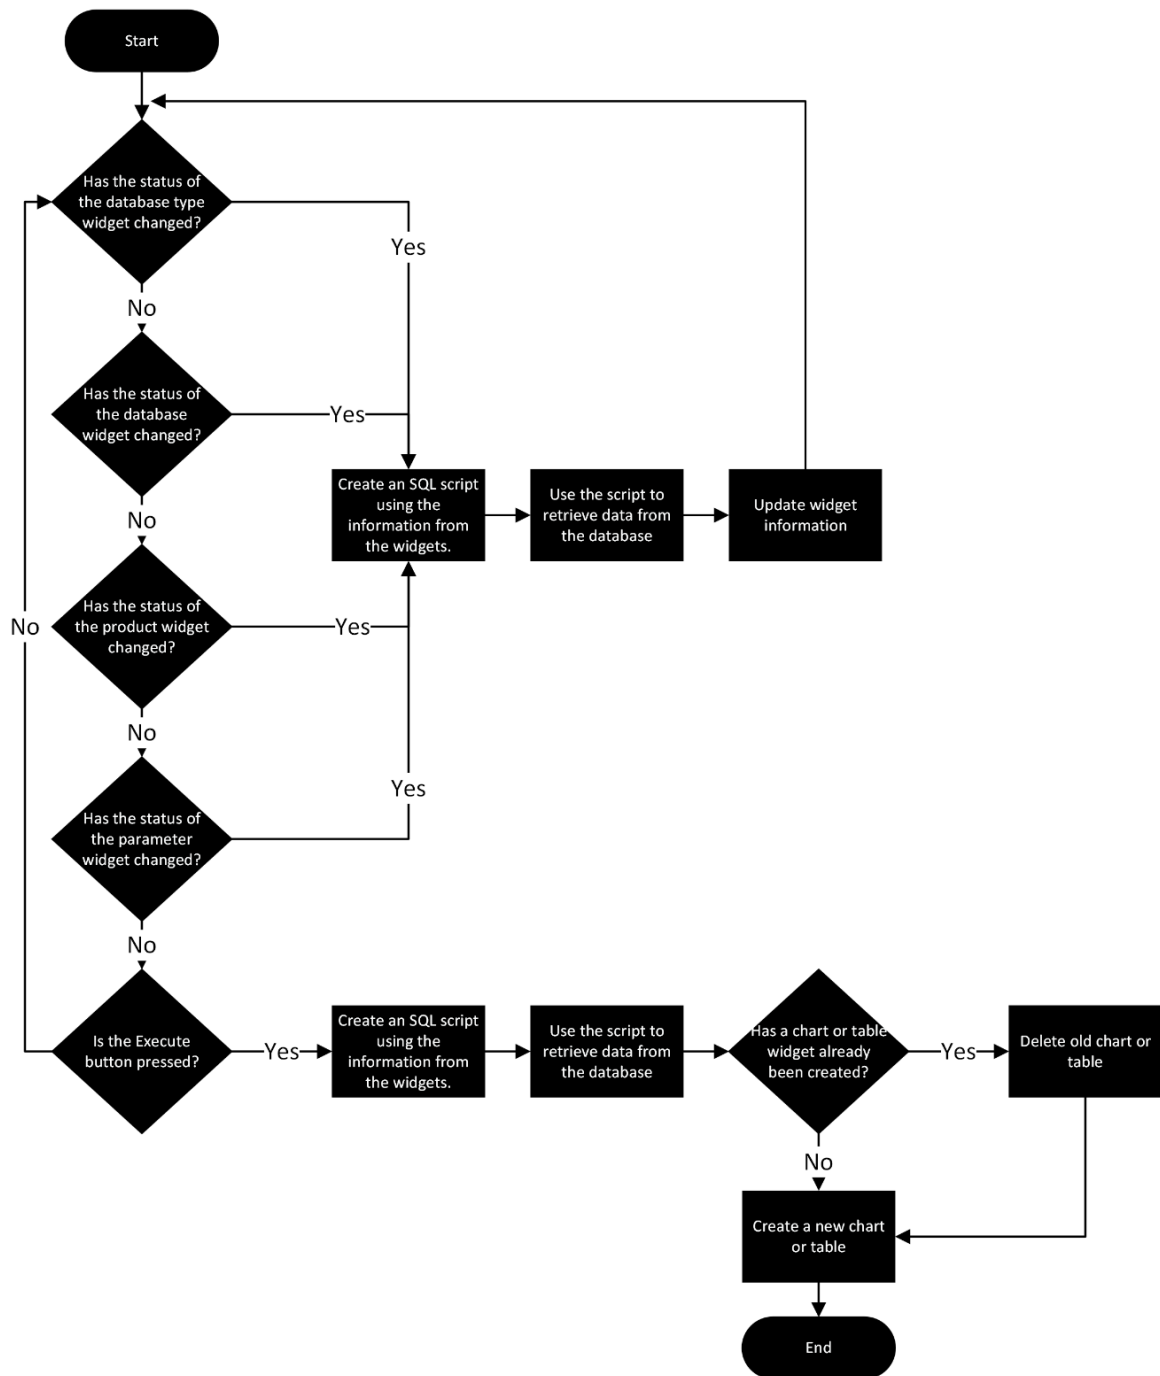 Start
Has the status of
the database type
widget changed?
Yes
No
Has the status of
the database
widget changed?
Yes
Create an SQL script
using the
information from
the widgets.
Use the script to
retrieve data from
the database
Update widget
information
No
Has the status of
the product widget
changed?
Yes
No
No
Has the status of
the parameter
widget changed?
Yes
No
Is the Execute
button pressed?
Yes
Create an SQL script
using the
information from
the widgets.
Use the script to
retrieve data from
the database
Has a chart or table
widget already
been created?
Yes
Delete old chart or
table
No
Create a new chart
or table
End